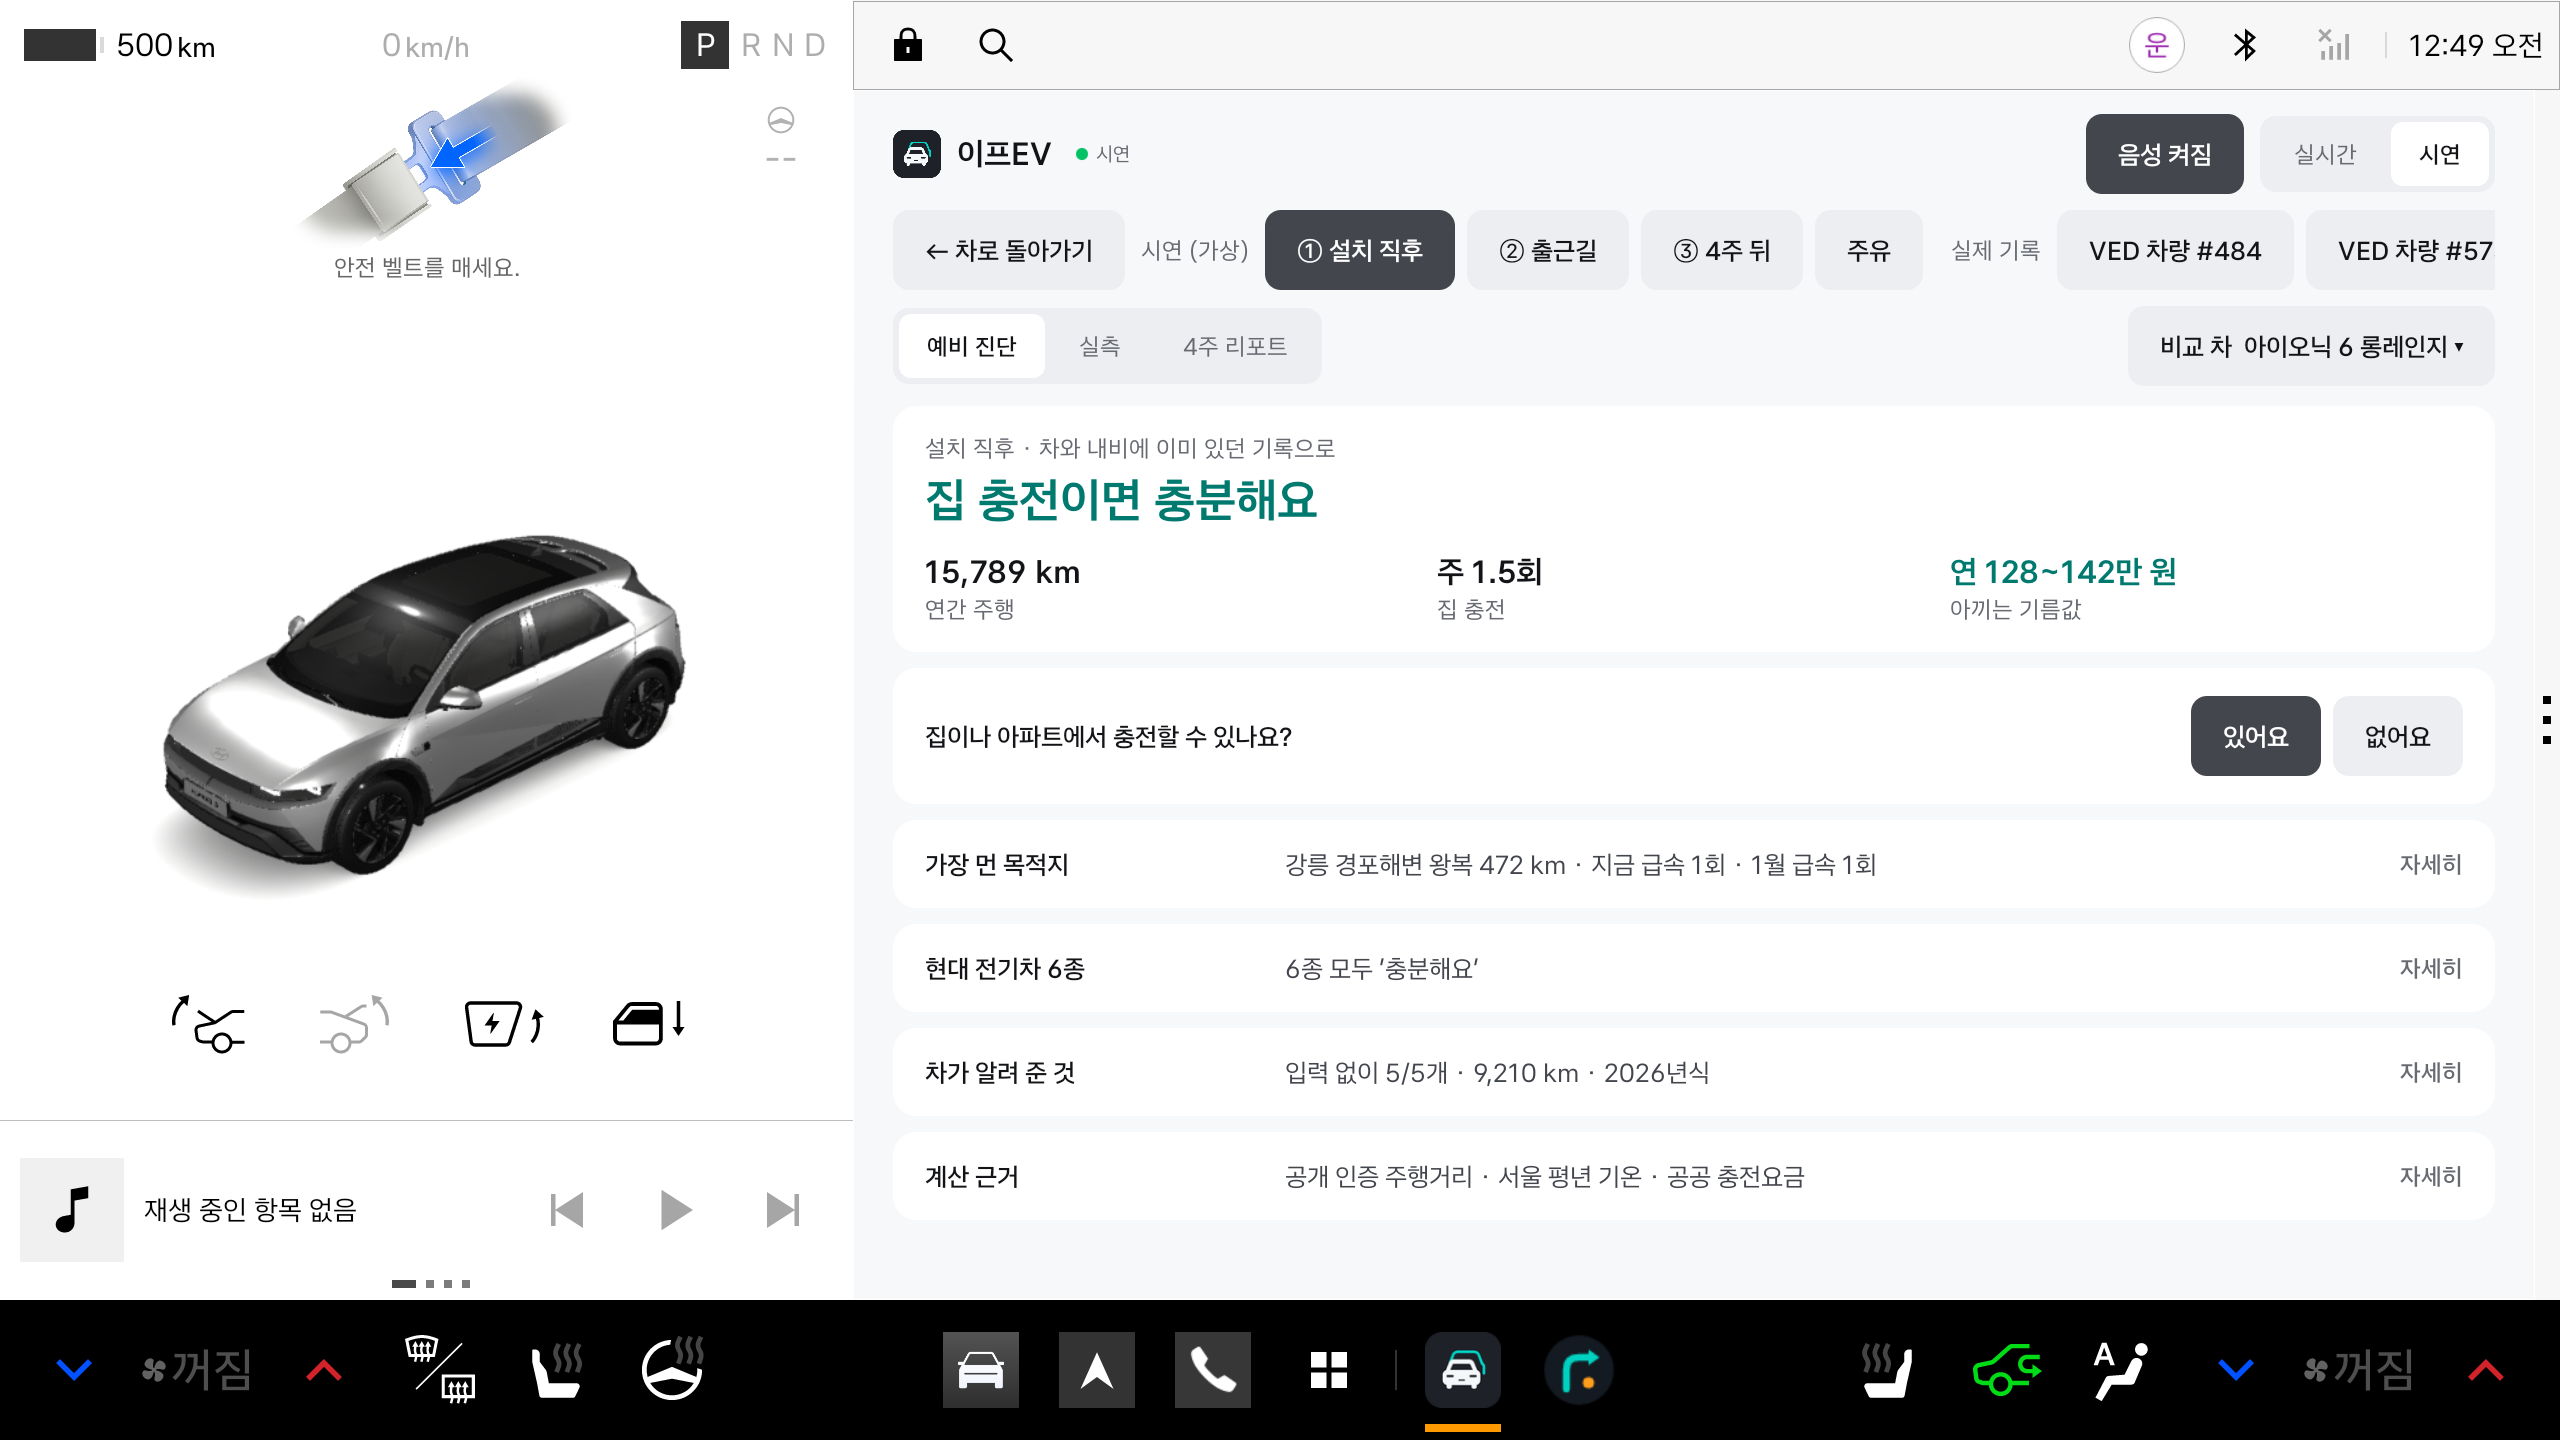 500 km
0 km/h
P R N D
안전 벨트를 매세요.
재생 중인 항목 없음
운
12:49 오전
이프EV
시연
음성 켜짐
실시간
시연
← 차로 돌아가기
시연 (가상)
① 설치 직후
② 출근길
③ 4주 뒤
주유
실제 기록
VED 차량 #484
VED 차량 #57
예비 진단
실측
4주 리포트
비교 차 아이오닉 6 롱레인지 ▾
설치 직후 · 차와 내비에 이미 있던 기록으로
집 충전이면 충분해요
15,789 km
연간 주행
주 1.5회
집 충전
연 128~142만 원
아끼는 기름값
집이나 아파트에서 충전할 수 있나요?
있어요
없어요
가장 먼 목적지
강릉 경포해변 왕복 472 km · 지금 급속 1회 · 1월 급속 1회
자세히
현대 전기차 6종
6종 모두 '충분해요'
자세히
차가 알려 준 것
입력 없이 5/5개 · 9,210 km · 2026년식
자세히
계산 근거
공개 인증 주행거리 · 서울 평년 기온 · 공공 충전요금
자세히
꺼짐
A
꺼짐